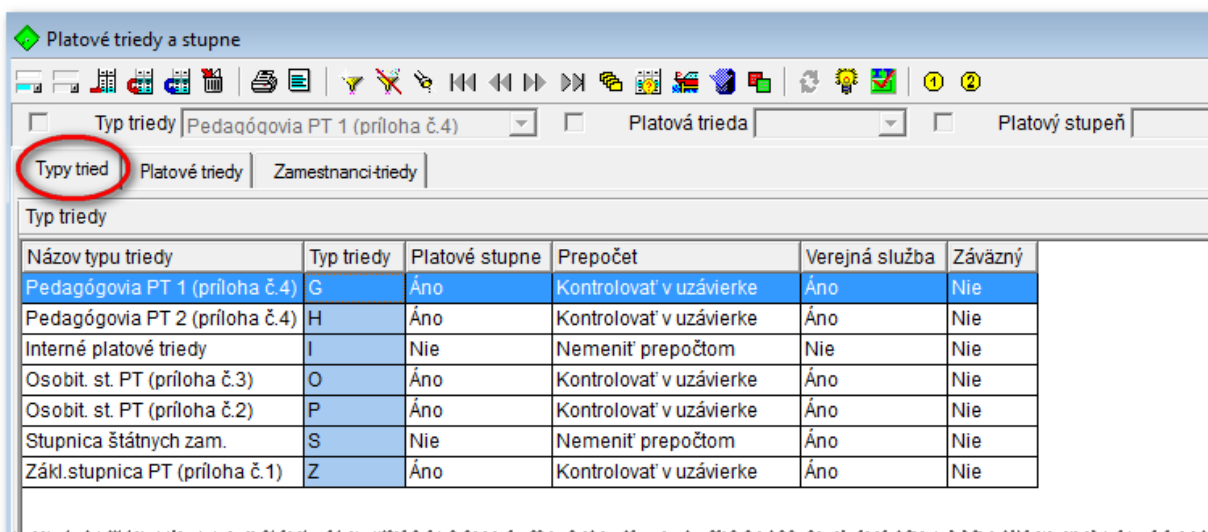 Platové triedy a stupne
Typ triedy Pedagógovia PT 1 (príloha č.4) Platová trieda Platový stupeň
Typy tried Platové triedy Zamestnanci-triedy
Typ triedy
Názov typu triedy Typ triedy Platové stupne Prepočet Verejná služba Záväzný
Pedagógovia PT 1 (príloha č.4) G Áno Kontrolovať v uzávierke Áno Nie
Pedagógovia PT 2 (príloha č.4) H Áno Kontrolovať v uzávierke Áno Nie
Interné platové triedy I Nie Nemeniť prepočtom Nie Nie
Osobit. st. PT (príloha č.3) O Áno Kontrolovať v uzávierke Áno Nie
Osobit. st. PT (príloha č.2) P Áno Kontrolovať v uzávierke Áno Nie
Stupnica štátnych zam. S Nie Nemeniť prepočtom Áno Nie
Zákl.stupnica PT (príloha č.1) Z Áno Kontrolovať v uzávierke Áno Nie